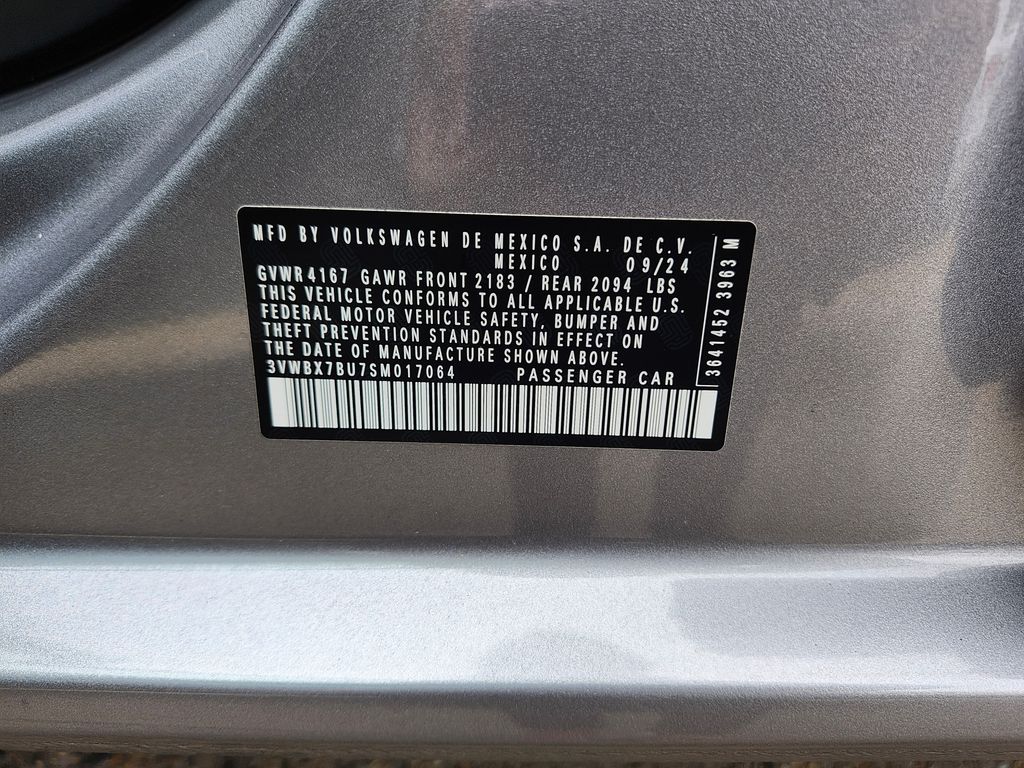 MFD BY VOLKSWAGEN DE MEXICO S.A. DE C.V.
MEXICO 09/24
GVWR 4167 GAWR FRONT 2183 / REAR 2094 LBS
THIS VEHICLE CONFORMS TO ALL APPLICABLE U.S.
FEDERAL MOTOR VEHICLE SAFETY, BUMPER AND
THEFT PREVENTION STANDARDS IN EFFECT ON
THE DATE OF MANUFACTURE SHOWN ABOVE.
3VWBX7BU7SM017064 PASSENGER CAR
3641452 3963 M